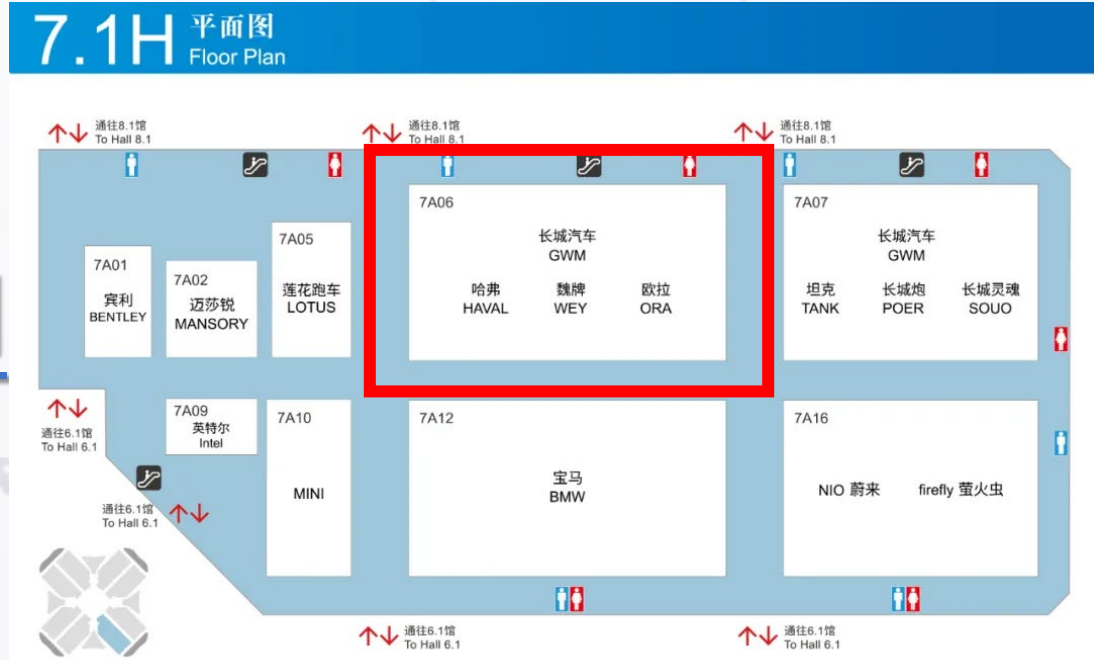 7.1H 平面图
Floor Plan
通往8.1馆
To Hall 8.1
通往8.1馆
To Hall 8.1
通往8.1馆
To Hall 8.1
7A01
宾利
BENTLEY
7A02
迈莎锐
MANSORY
7A05
莲花跑车
LOTUS
7A06
长城汽车
GWM
哈弗 魏牌 欧拉
HAVAL WEY ORA
7A07
长城汽车
GWM
坦克 长城炮 长城灵魂
TANK POER SOUO
通往6.1馆
To Hall 6.1
7A09
英特尔
Intel
7A10
MINI
7A12
宝马
BMW
7A16
NIO 蔚来 firefly 萤火虫
通往6.1馆
To Hall 6.1
通往6.1馆
To Hall 6.1
通往6.1馆
To Hall 6.1